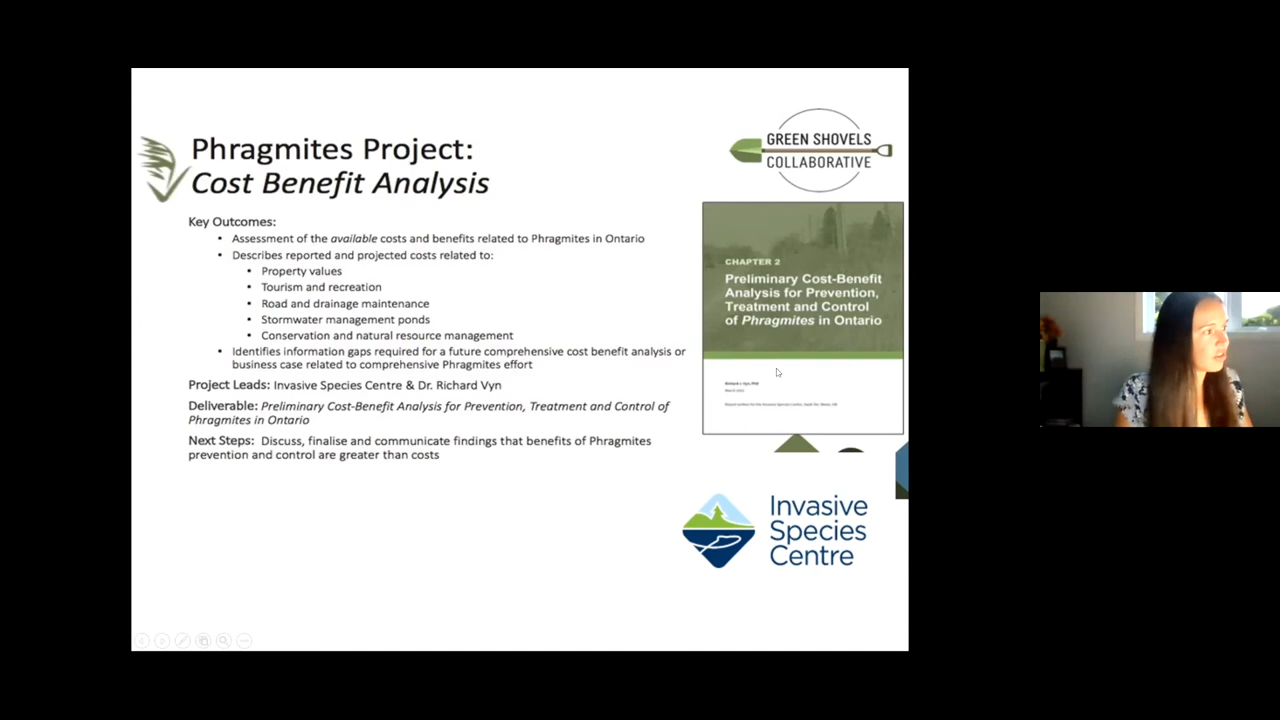 Phragmites Project:
Cost Benefit Analysis
GREEN SHOVELS
COLLABORATIVE
Key Outcomes:
• Assessment of the available costs and benefits related to Phragmites in Ontario
• Describes reported and projected costs related to:
• Property values
• Tourism and recreation
• Road and drainage maintenance
• Stormwater management ponds
• Conservation and natural resource management
• Identifies information gaps required for a future comprehensive cost benefit analysis or
business case related to comprehensive Phragmites effort
Project Leads: Invasive Species Centre & Dr. Richard Vyn
Deliverable: Preliminary Cost-Benefit Analysis for Prevention, Treatment and Control of
Phragmites in Ontario
Next Steps: Discuss, finalise and communicate findings that benefits of Phragmites
prevention and control are greater than costs
CHAPTER 2
Preliminary Cost-Benefit
Analysis for Prevention,
Treatment and Control
of Phragmites in Ontario
Invasive
Species
Centre